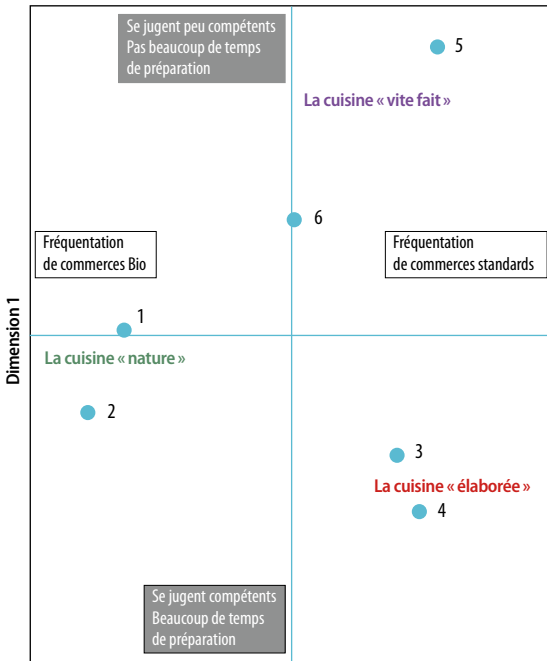 Se jugent peu compétents
Pas beaucoup de temps
de préparation
5
La cuisine « vite fait »
6
Fréquentation
de commerces Bio
Fréquentation
de commerces standards
Dimension 1
1
La cuisine « nature »
2
3
La cuisine « élaborée »
4
Se jugent compétents
Beaucoup de temps
de préparation